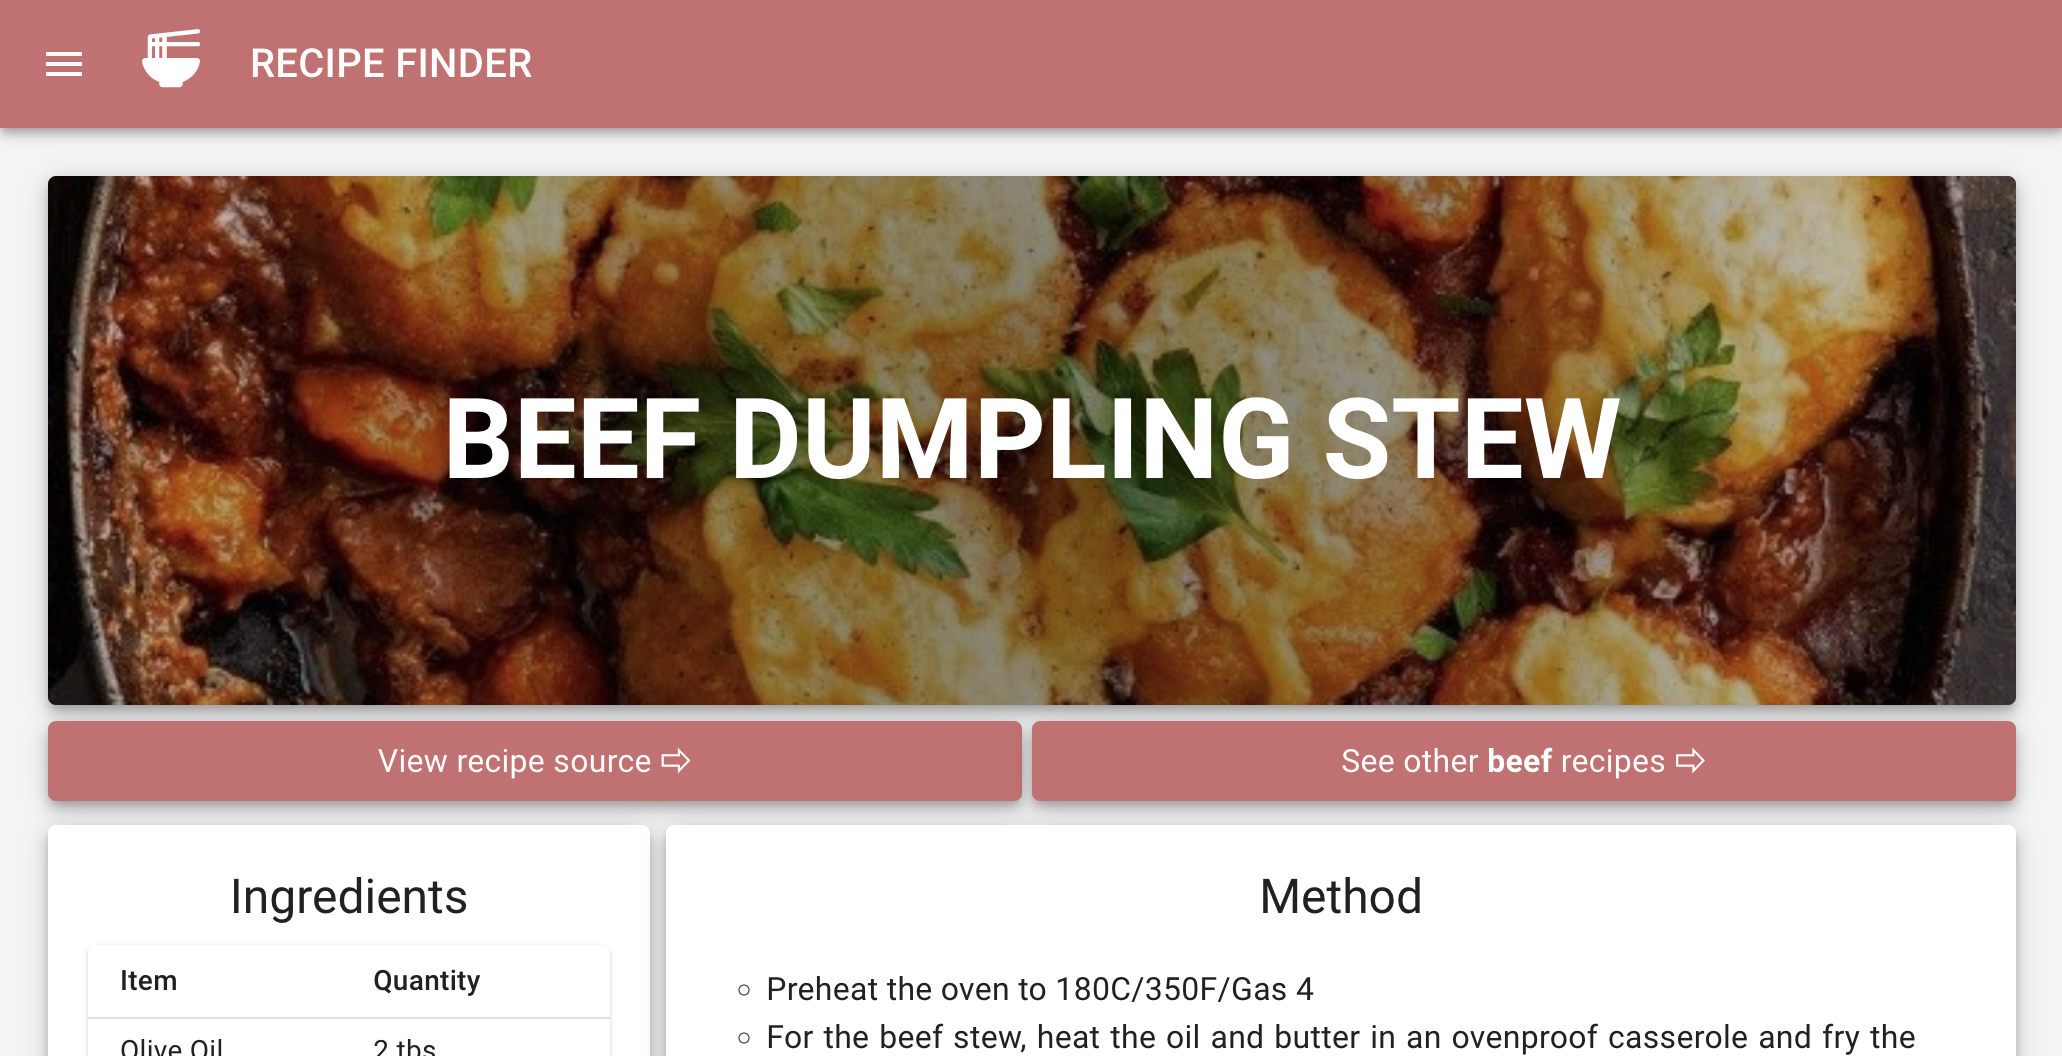 RECIPE FINDER
BEEF DUMPLING STEW
View recipe source ⇨
See other beef recipes ⇨
Ingredients
Item Quantity
Olive Oil 2 tbs
Method
Preheat the oven to 180C/350F/Gas 4
For the beef stew, heat the oil and butter in an ovenproof casserole and fry the